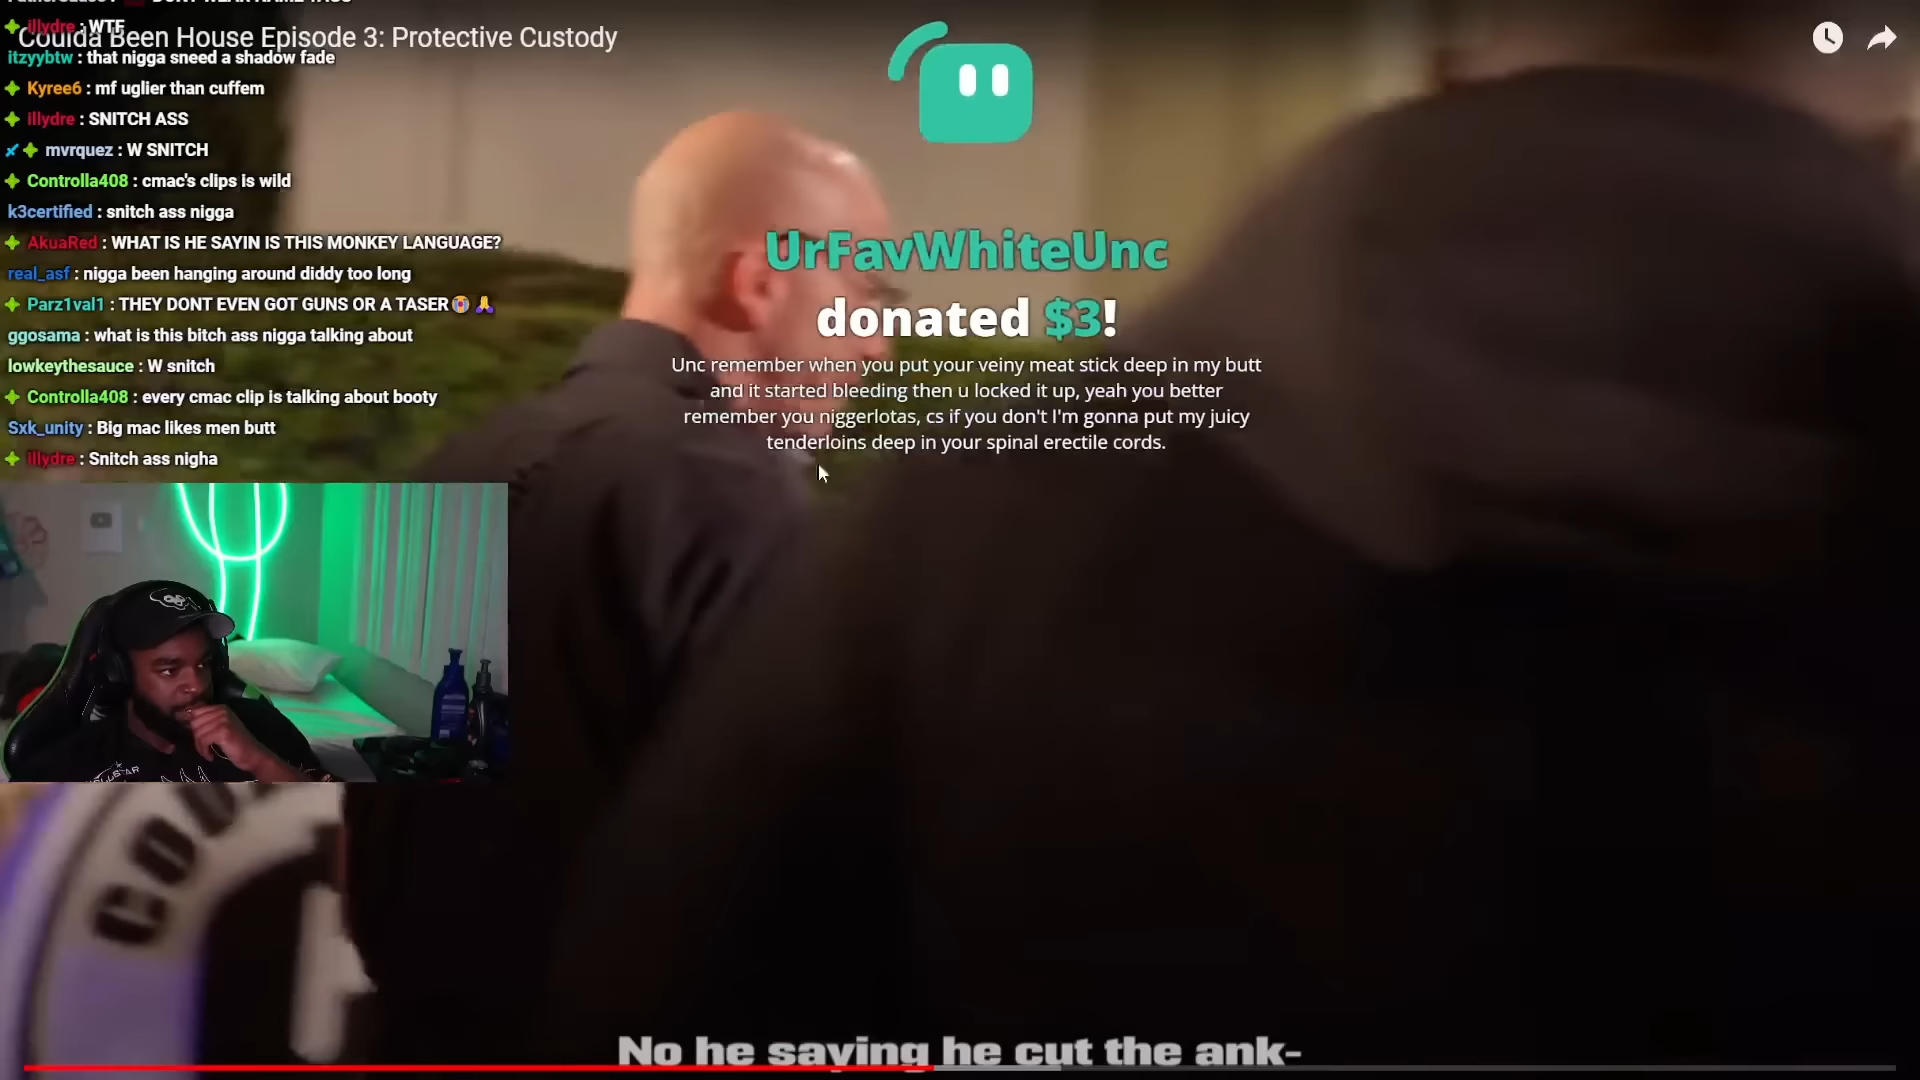 Coulda Been House Episode 3: Protective Custody
illydre : WTF
itzyybtw : that nigga sneed a shadow fade
Kyree6 : mf uglier than cuffem
illydre : SNITCH ASS
mvrquez : W SNITCH
Controlla408 : cmac's clips is wild
k3certified : snitch ass nigga
AkuaRed : WHAT IS HE SAYIN IS THIS MONKEY LANGUAGE?
real_asf : nigga been hanging around diddy too long
Parz1val1 : THEY DONT EVEN GOT GUNS OR A TASER😭🙏
ggosama : what is this bitch ass nigga talking about
lowkeythesauce : W snitch
Controlla408 : every cmac clip is talking about booty
Sxk_unity : Big mac likes men butt
illydre : Snitch ass nigha
UrFavWhiteUnc
donated $3!
Unc remember when you put your veiny meat stick deep in my butt
and it started bleeding then u locked it up, yeah you better
remember you niggerlotas, cs if you don't I'm gonna put my juicy
tenderloins deep in your spinal erectile cords.
No he saying he cut the ank-